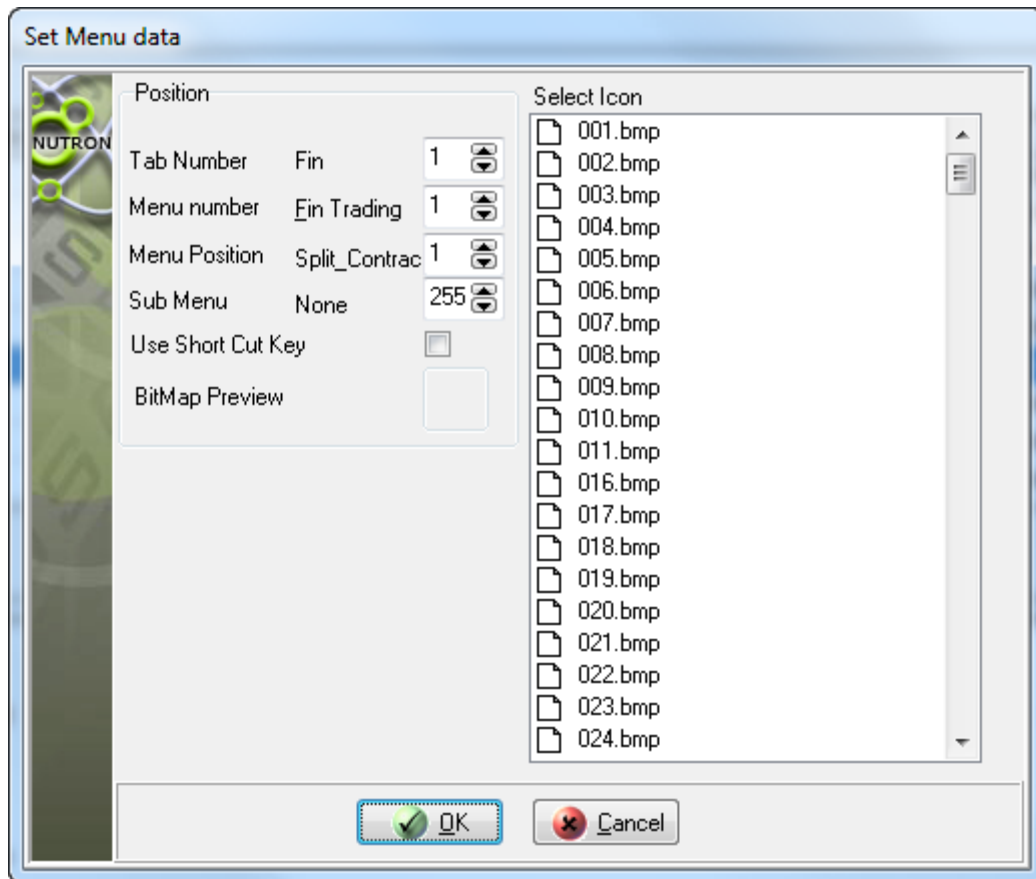 Set Menu data
NUTRON
Position
Tab Number Fin 1
Menu number Fin Trading 1
Menu Position Split_Contrac 1
Sub Menu None 255
Use Short Cut Key
BitMap Preview
Select Icon
001.bmp
002.bmp
003.bmp
004.bmp
005.bmp
006.bmp
007.bmp
008.bmp
009.bmp
010.bmp
011.bmp
016.bmp
017.bmp
018.bmp
019.bmp
020.bmp
021.bmp
022.bmp
023.bmp
024.bmp
OK Cancel